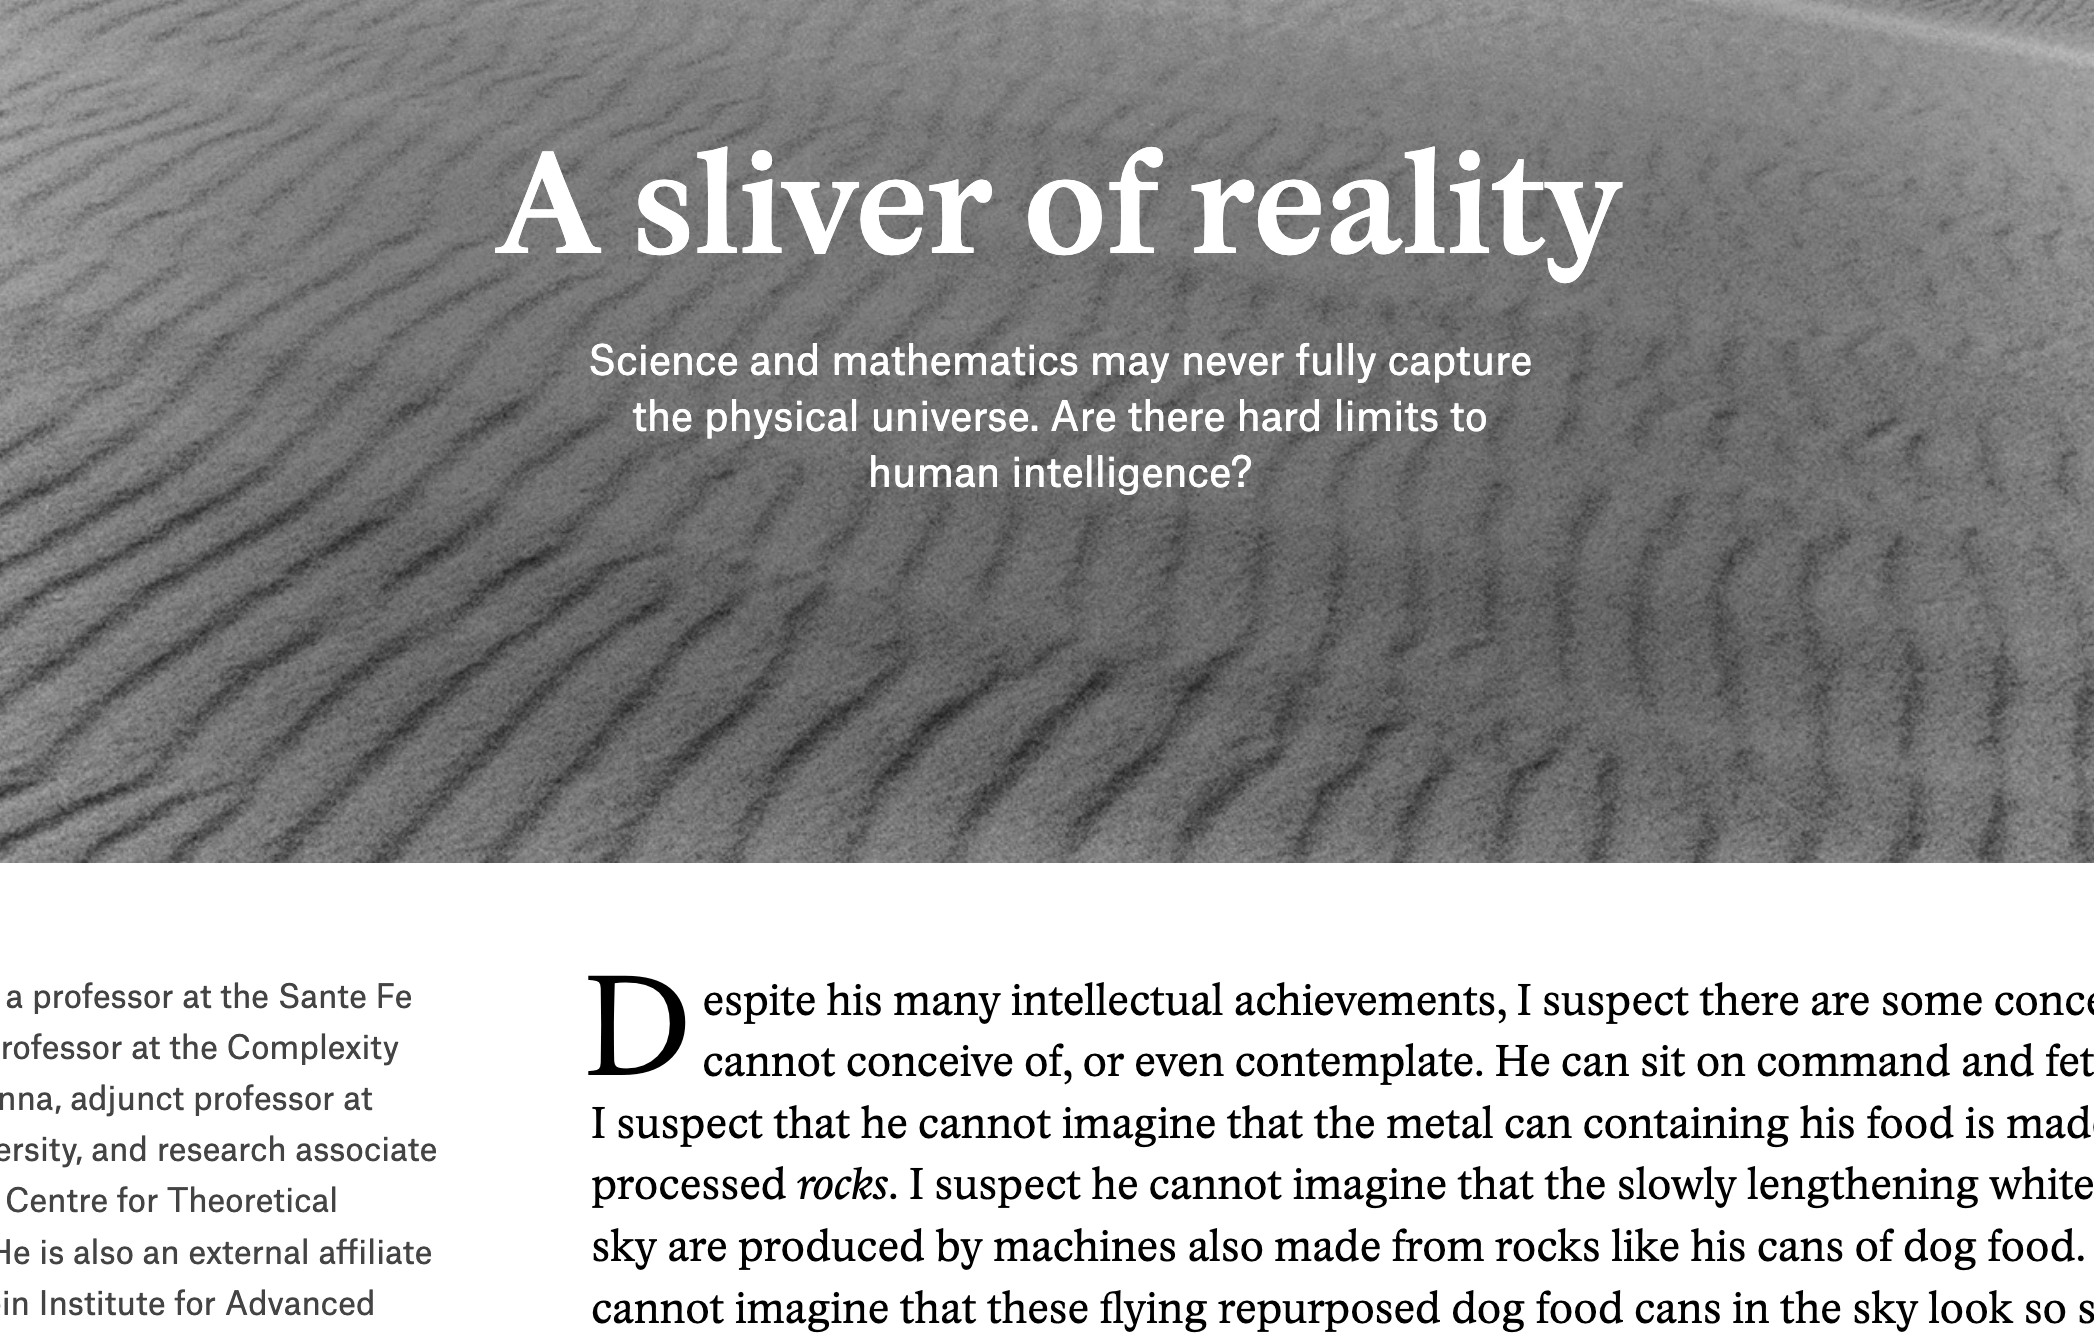 A sliver of reality
Science and mathematics may never fully capture
the physical universe. Are there hard limits to
human intelligence?
a professor at the Sante Fe
rofessor at the Complexity
nna, adjunct professor at
ersity, and research associate
Centre for Theoretical
He is also an external affiliate
in Institute for Advanced
Despite his many intellectual achievements, I suspect there are some conce
cannot conceive of, or even contemplate. He can sit on command and fet
I suspect that he cannot imagine that the metal can containing his food is mad
processed rocks. I suspect he cannot imagine that the slowly lengthening white
sky are produced by machines also made from rocks like his cans of dog food.
cannot imagine that these flying repurposed dog food cans in the sky look so s